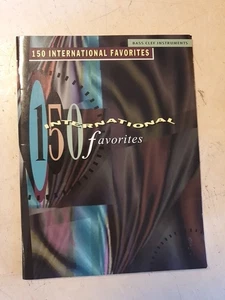 BASS CLEF INSTRUMENTS
150 INTERNATIONAL FAVORITES
150
INTERNATIONAL
favorites